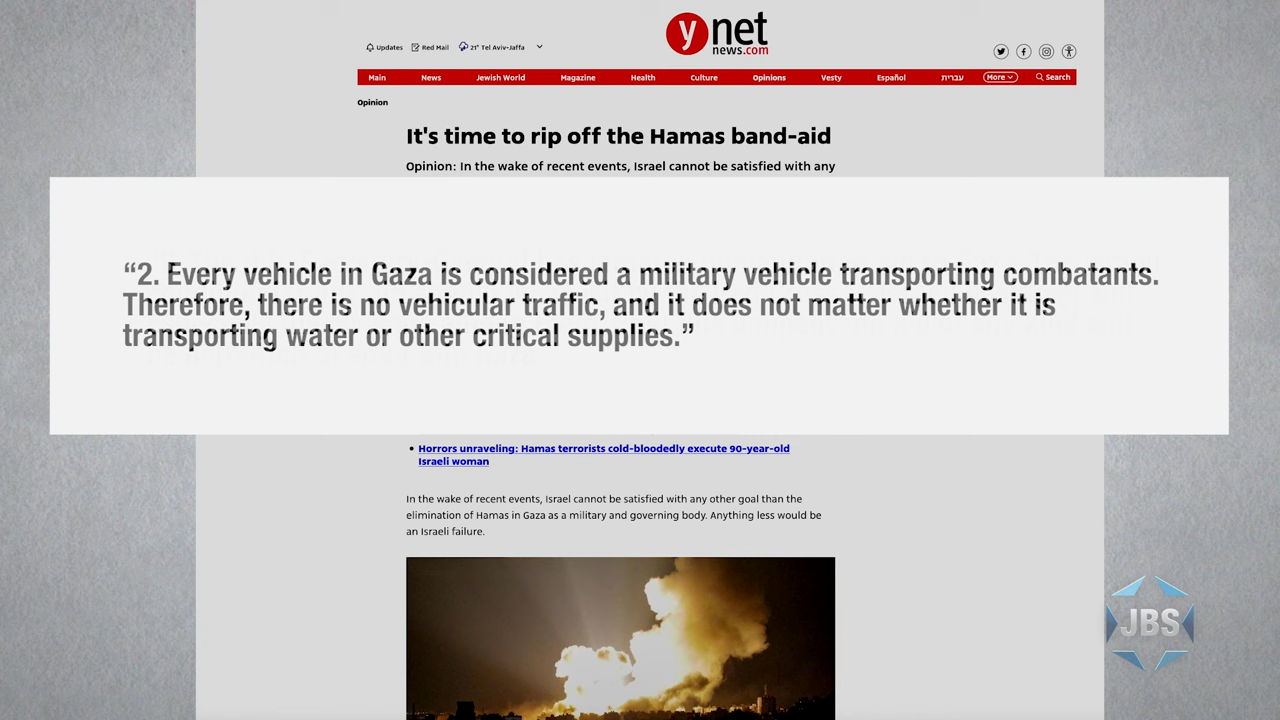 ynet
news.com
Updates Red Mail 21° Tel Aviv-Jaffa
Main News Jewish World Magazine Health Culture Opinions Vesty Español עברית More Search
Opinion
It's time to rip off the Hamas band-aid
Opinion: In the wake of recent events, Israel cannot be satisfied with any
“2. Every vehicle in Gaza is considered a military vehicle transporting combatants.
Therefore, there is no vehicular traffic, and it does not matter whether it is
transporting water or other critical supplies.”
• Horrors unraveling: Hamas terrorists cold-bloodedly execute 90-year-old
Israeli woman
In the wake of recent events, Israel cannot be satisfied with any other goal than the
elimination of Hamas in Gaza as a military and governing body. Anything less would be
an Israeli failure.
JBS